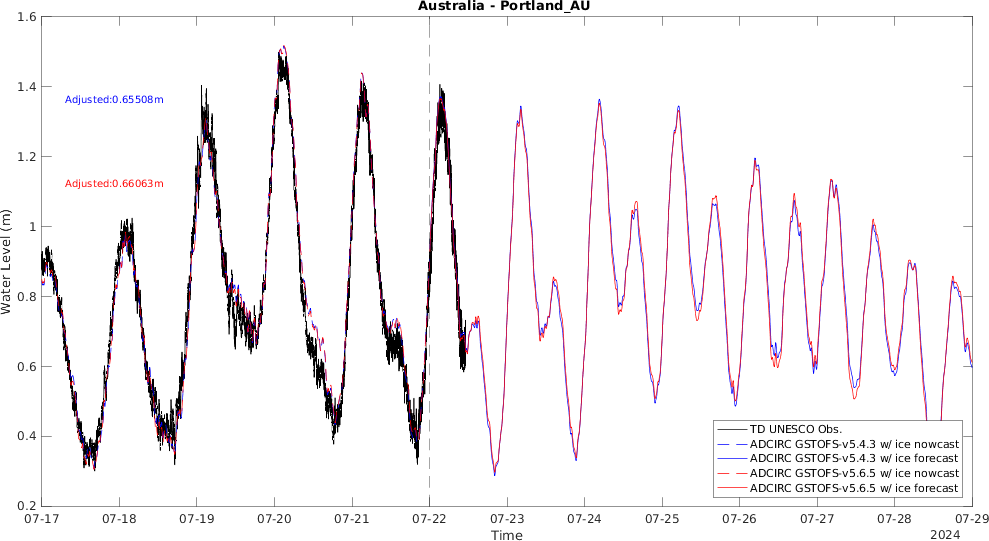 Australia - Portland_AU
1.6
1.4
1.2
1
0.8
0.6
0.4
0.2
Water Level (m)
Adjusted:0.65508m
Adjusted:0.66063m
TD UNESCO Obs.
ADCIRC GSTOFS-v5.4.3 w/ ice nowcast
ADCIRC GSTOFS-v5.4.3 w/ ice forecast
ADCIRC GSTOFS-v5.6.5 w/ ice nowcast
ADCIRC GSTOFS-v5.6.5 w/ ice forecast
07-17 07-18 07-19 07-20 07-21 07-22 07-23 07-24 07-25 07-26 07-27 07-28 07-29
Time
2024